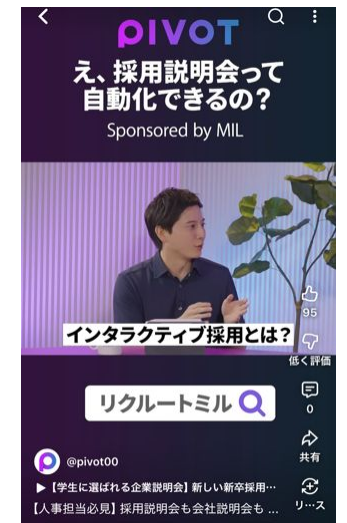 PIVOT
え、採用説明会って
自動化できるの？
Sponsored by MIL
インタラクティブ採用とは？
95
低く評価
リクルートミル
0
共有
@pivot00
▶【学生に選ばれる企業説明会】新しい新卒採用…
リ…ス
【人事担当必見】採用説明会も会社説明会も …